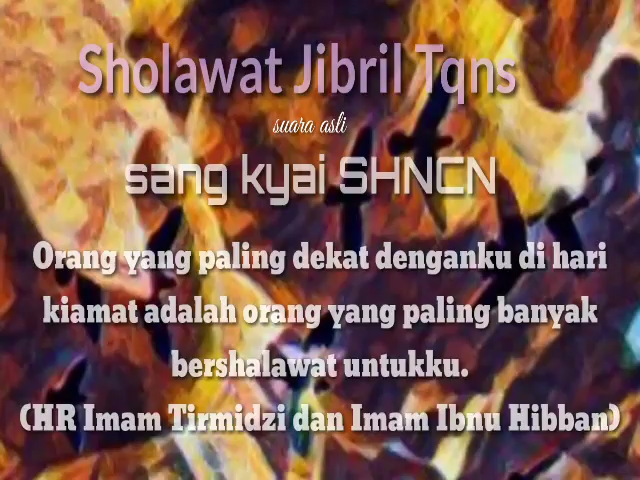 Sholawat Jibril Tqns
suara asli
sang kyai SHNCN
Orang yang paling dekat denganku di hari
kiamat adalah orang yang paling banyak
bershalawat untukku.
(HR Imam Tirmidzi dan Imam Ibnu Hibban)